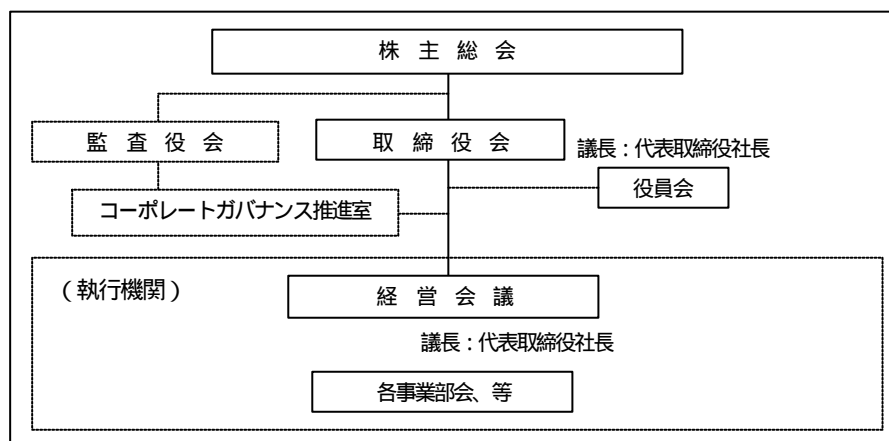 株 主 総 会
監 査 役 会
取 締 役 会
議長：代表取締役社長
役員会
コーポレートガバナンス推進室
（執行機関）
経 営 会 議
議長：代表取締役社長
各事業部会、等